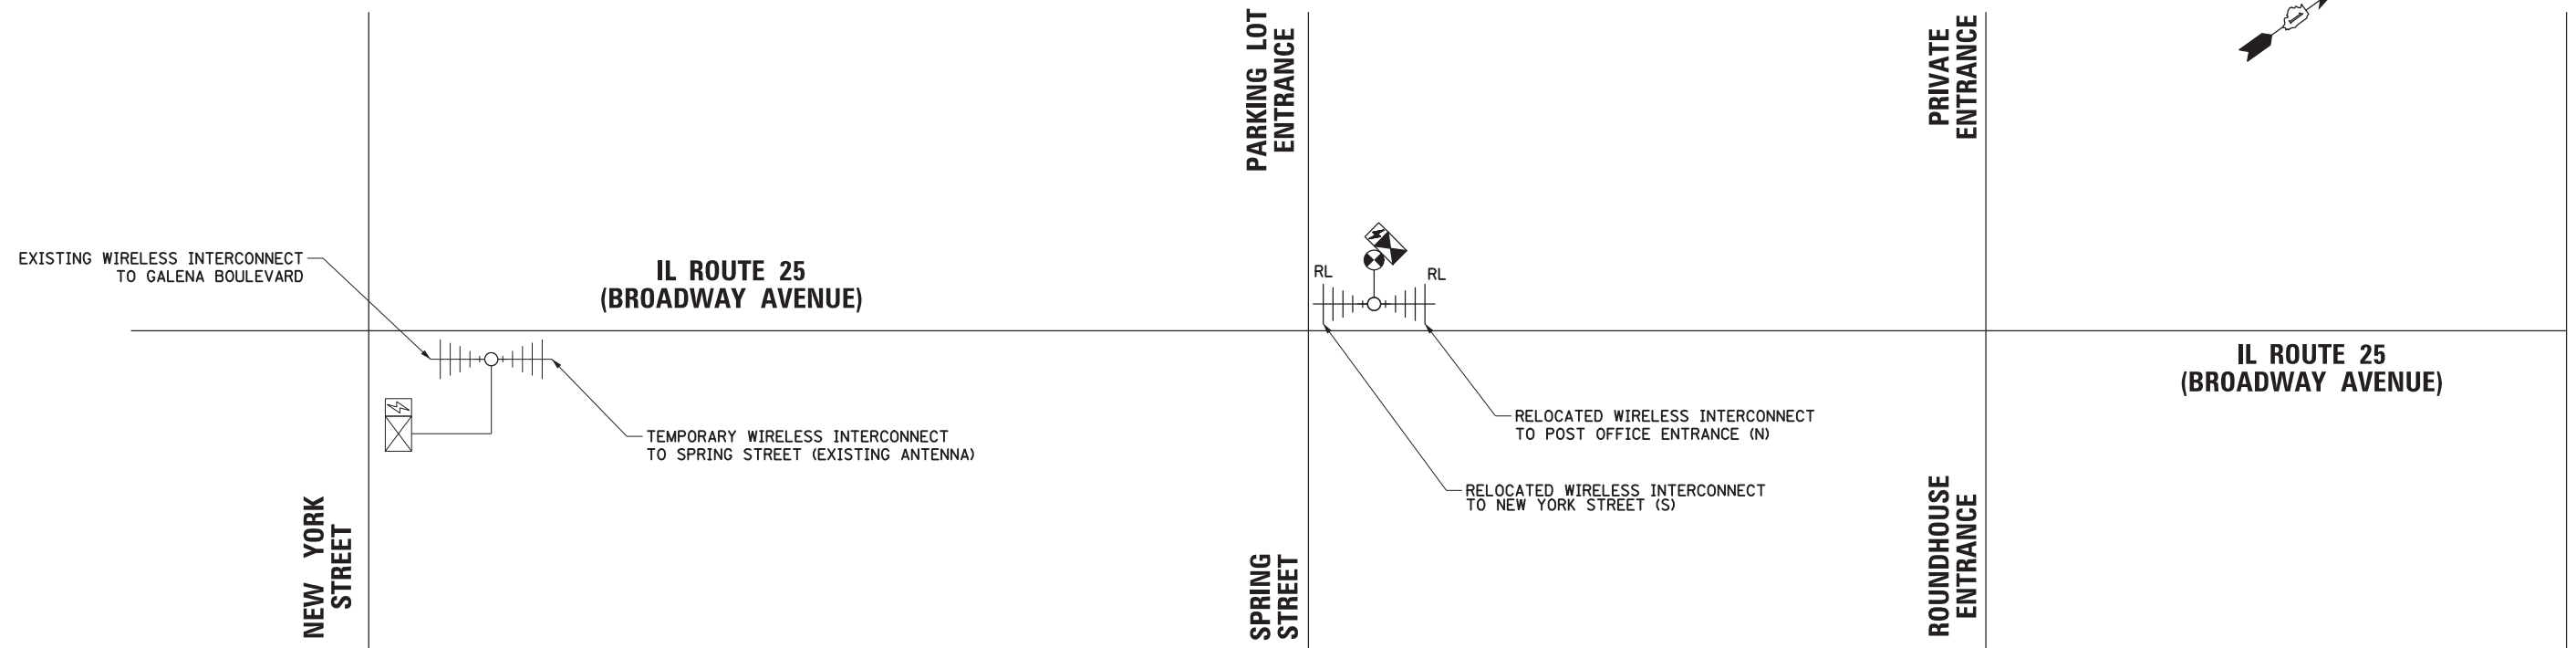 PARKING LOT
ENTRANCE
PRIVATE
ENTRANCE
EXISTING WIRELESS INTERCONNECT
TO GALENA BOULEVARD
IL ROUTE 25
(BROADWAY AVENUE)
RL
RL
IL ROUTE 25
(BROADWAY AVENUE)
TEMPORARY WIRELESS INTERCONNECT
TO SPRING STREET (EXISTING ANTENNA)
RELOCATED WIRELESS INTERCONNECT
TO POST OFFICE ENTRANCE (N)
RELOCATED WIRELESS INTERCONNECT
TO NEW YORK STREET (S)
NEW YORK
STREET
SPRING
STREET
ROUNDHOUSE
ENTRANCE